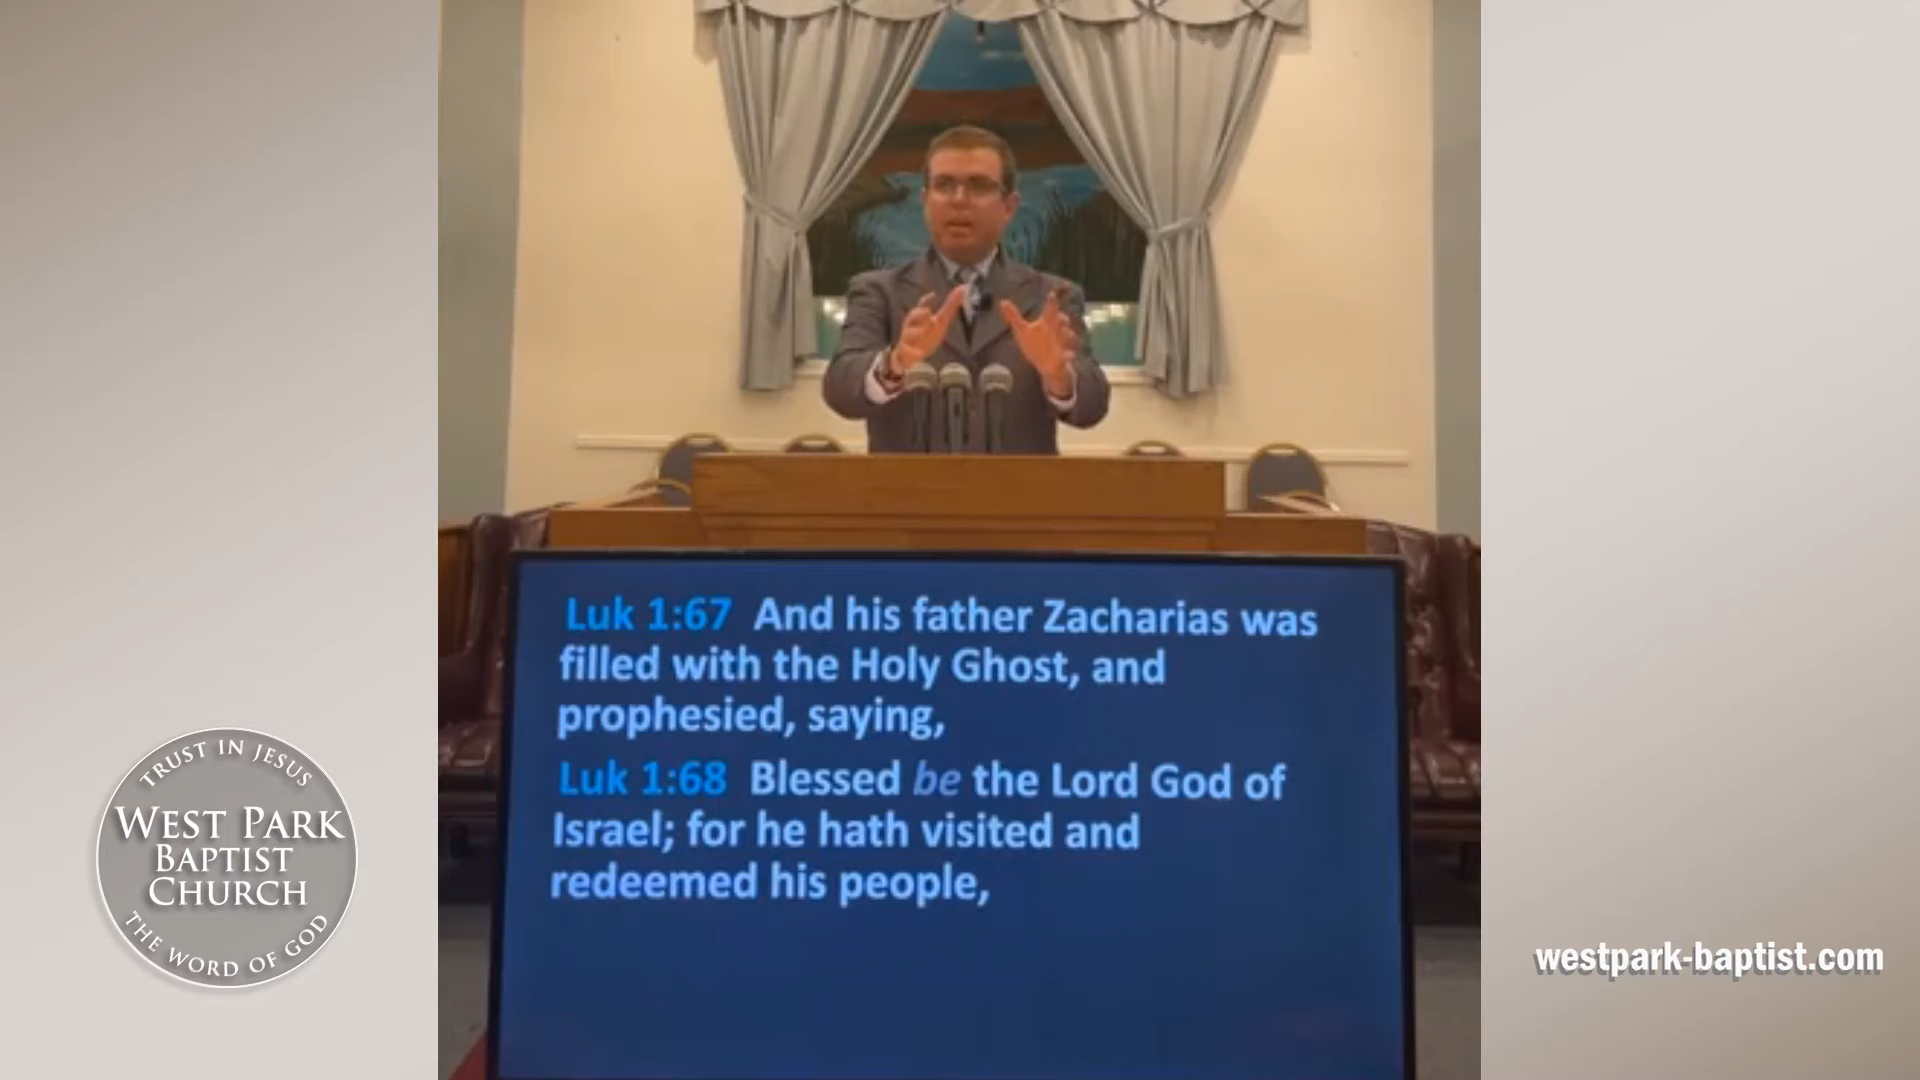 Luk 1:67 And his father Zacharias was
filled with the Holy Ghost, and
prophesied, saying,
Luk 1:68 Blessed be the Lord God of
Israel; for he hath visited and
redeemed his people,
TRUST IN JESUS
WEST PARK
BAPTIST
CHURCH
THE WORD OF GOD
westpark-baptist.com